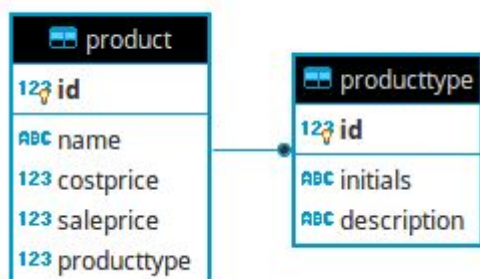 product
123 id
ABC name
123 costprice
123 saleprice
123 producttype
producttype
123 id
ABC initials
ABC description